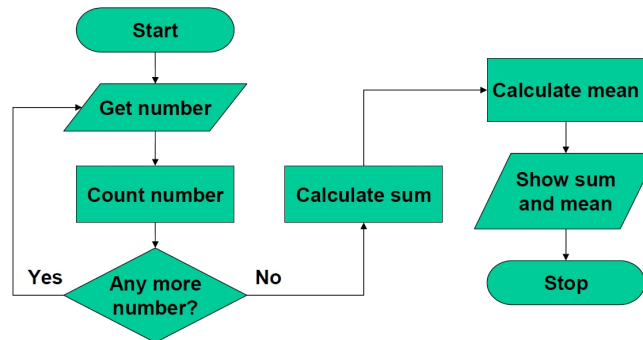 Start
Get number
Count number
Any more
number?
Yes
No
Calculate sum
Calculate mean
Show sum
and mean
Stop